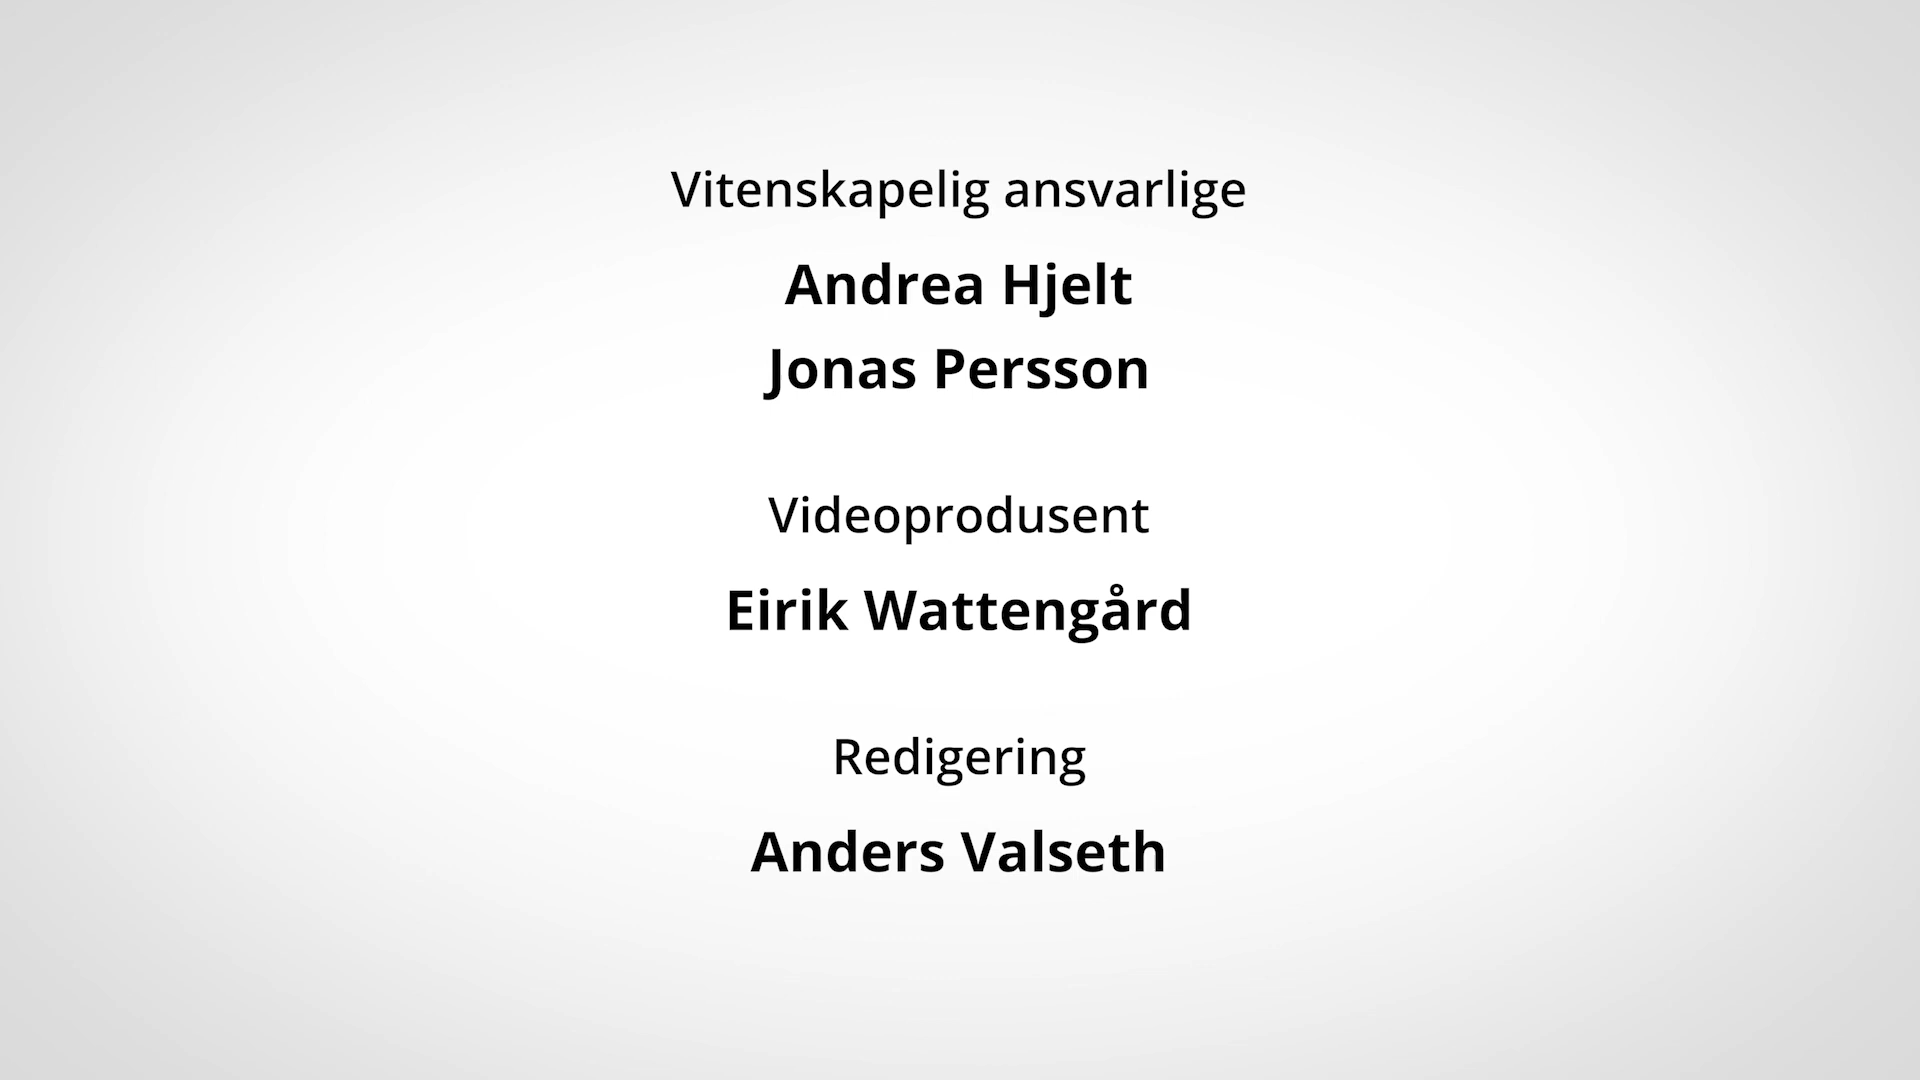 Vitenskapelig ansvarlige
Andrea Hjelt
Jonas Persson
Videoprodusent
Eirik Wattengård
Redigering
Anders Valseth